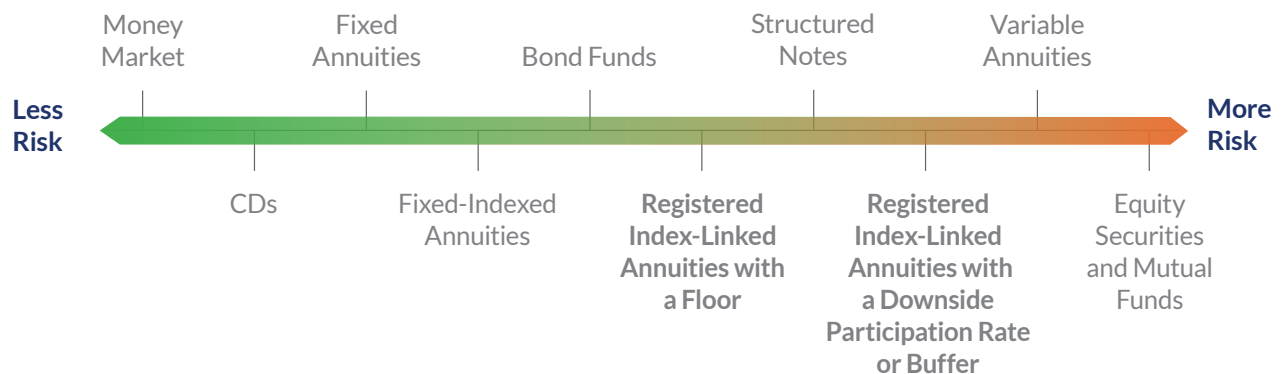 Money
Market
Fixed
Annuities
Bond Funds
Structured
Notes
Variable
Annuities
Less
Risk
More
Risk
CDs
Fixed-Indexed
Annuities
Registered
Index-Linked
Annuities with
a Floor
Registered
Index-Linked
Annuities with
a Downside
Participation Rate
or Buffer
Equity
Securities
and Mutual
Funds